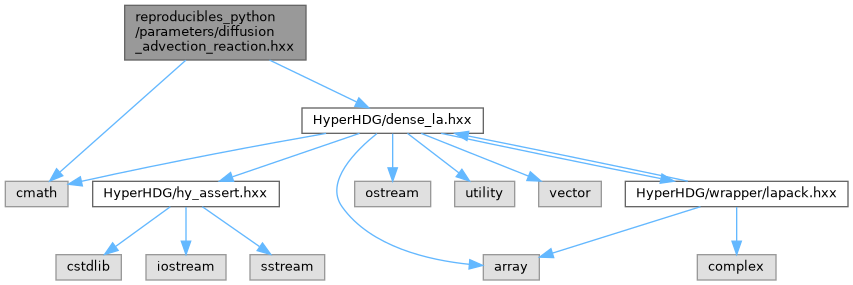 reproducibles_python
/parameters/diffusion
_advection_reaction.hxx
HyperHDG/dense_la.hxx
cmath
HyperHDG/hy_assert.hxx
ostream
utility
vector
HyperHDG/wrapper/lapack.hxx
cstdlib
iostream
sstream
array
complex